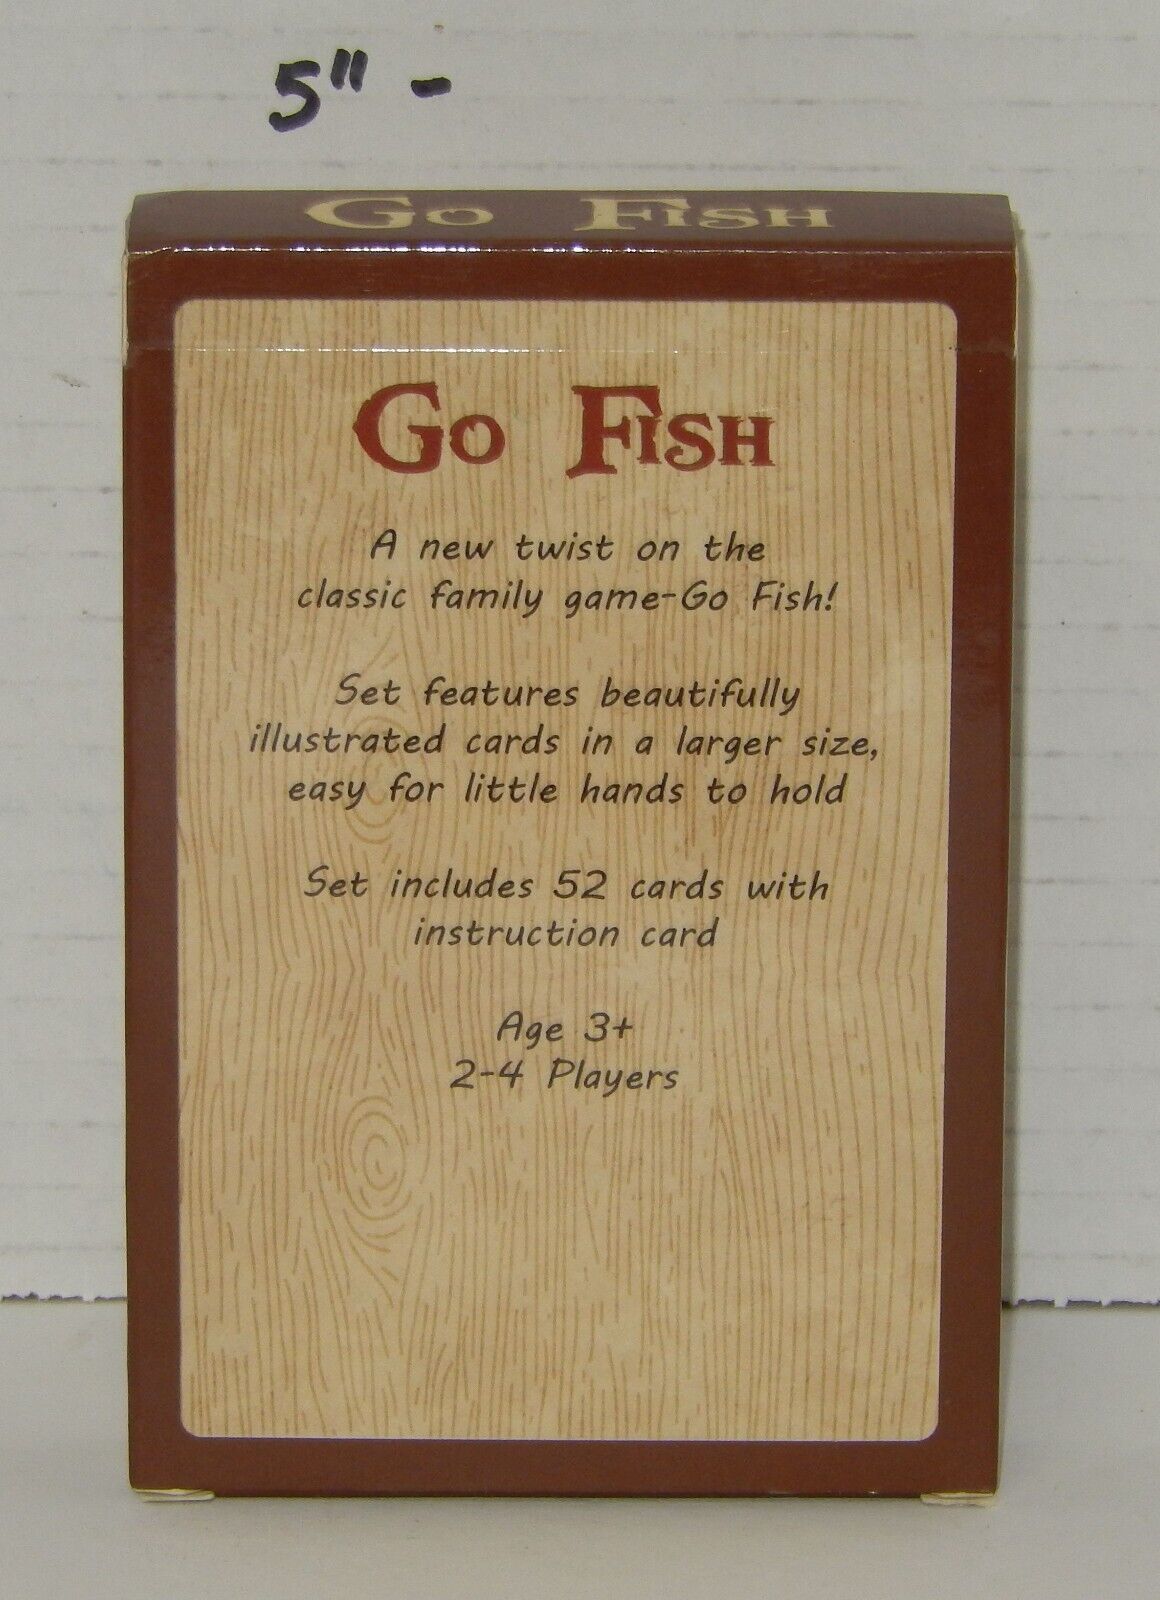 5" -
GO FISH
GO FISH
A new twist on the
classic family game-Go Fish!
Set features beautifully
illustrated cards in a larger size,
easy for little hands to hold
Set includes 52 cards with
instruction card
Age 3+
2-4 Players